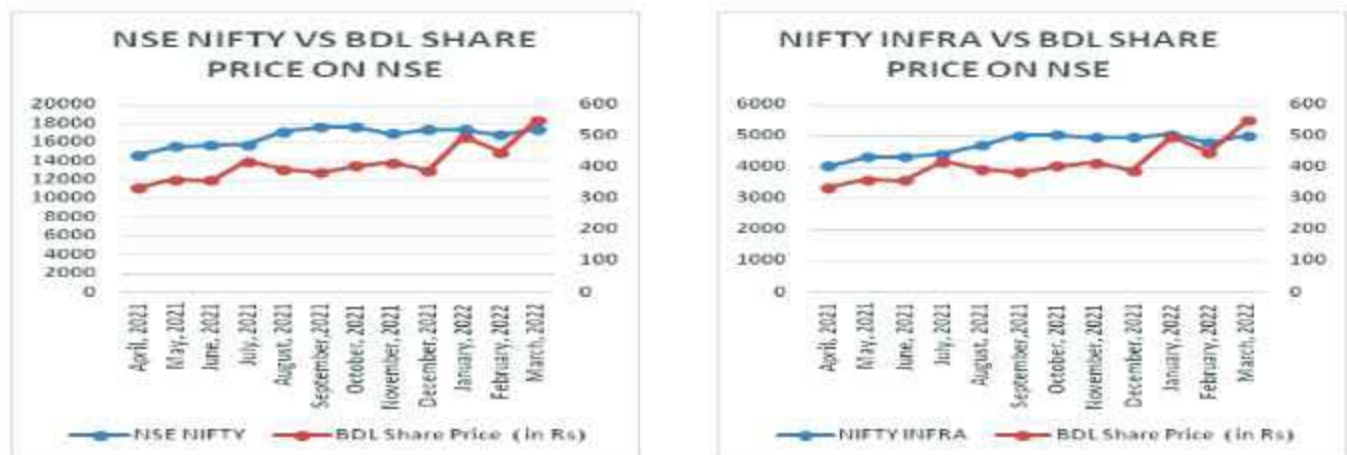 NSE NIFTY VS BDL SHARE
PRICE ON NSE
20000
18000
16000
14000
12000
10000
8000
6000
4000
2000
0
600
500
400
300
200
100
0
April, 2021
May, 2021
June, 2021
July, 2021
August, 2021
September,2021
October, 2021
November, 2021
December, 2021
January, 2022
February, 2022
March, 2022
NSE NIFTY
BDL Share Price (in Rs)
NIFTY INFRA VS BDL SHARE
PRICE ON NSE
6000
5000
4000
3000
2000
1000
0
600
500
400
300
200
100
0
April, 2021
May, 2021
June, 2021
July, 2021
August, 2021
September,2021
October, 2021
November, 2021
December, 2021
January, 2022
February, 2022
March, 2022
NIFTY INFRA
BDL Share Price (in Rs)